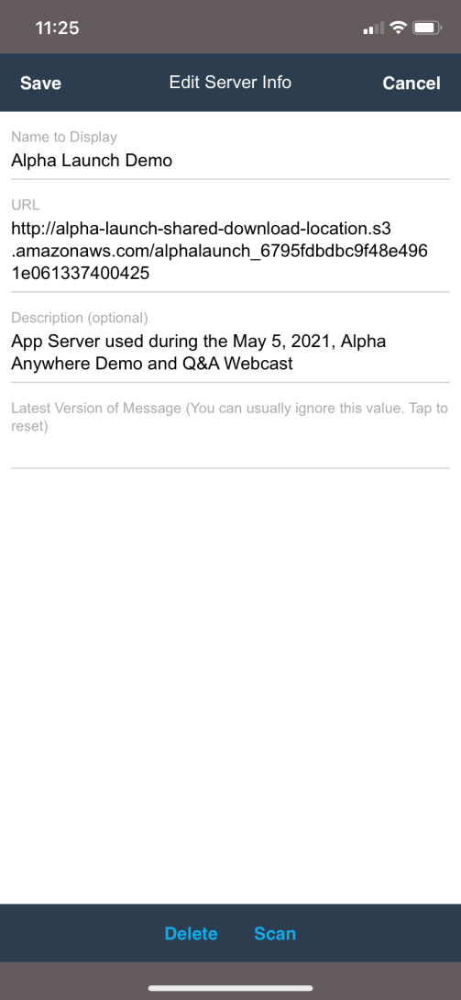 11:25
Save Edit Server Info Cancel
Name to Display
Alpha Launch Demo
URL
http://alpha-launch-shared-download-location.s3
.amazonaws.com/alphalaunch_6795fdbdbc9f48e496
1e061337400425
Description (optional)
App Server used during the May 5, 2021, Alpha
Anywhere Demo and Q&A Webcast
Latest Version of Message (You can usually ignore this value. Tap to
reset)
Delete Scan